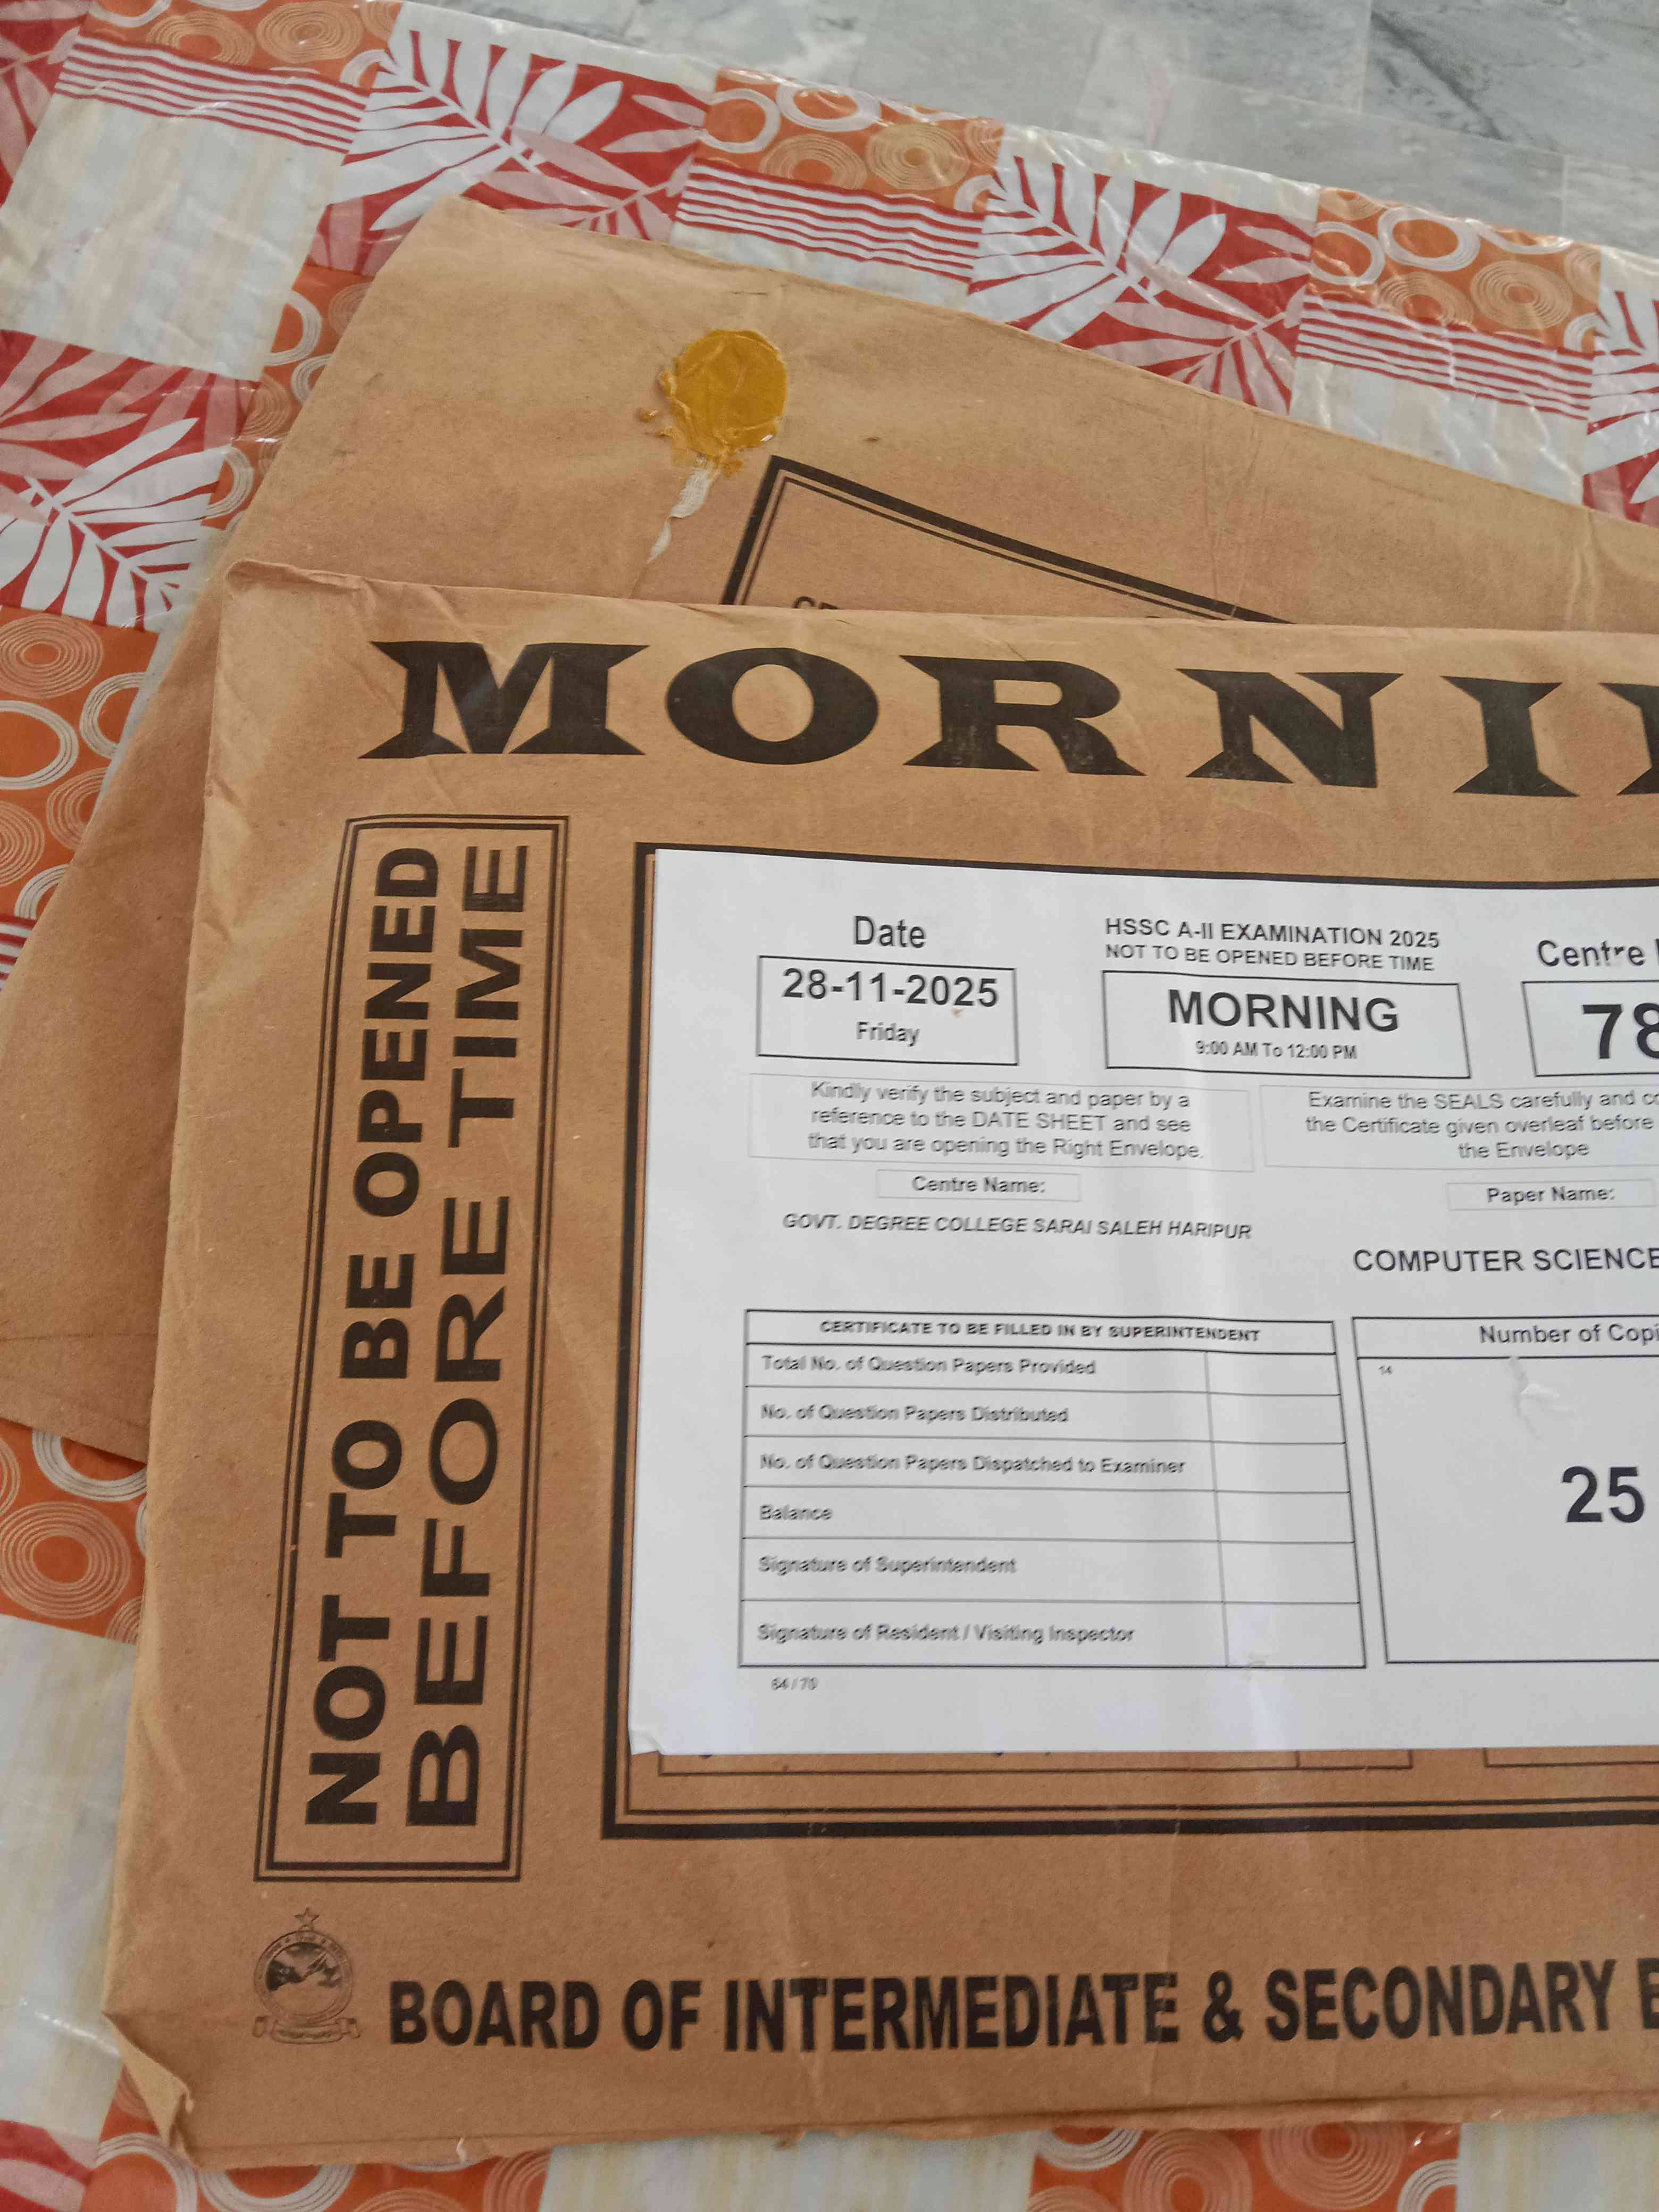 MORNI
NOT TO BE OPENED
BEFORE TIME
Date
28-11-2025
Friday
HSSC A-II EXAMINATION 2025
NOT TO BE OPENED BEFORE TIME
MORNING
9:00 AM To 12:00 PM
Centre
78
Kindly verify the subject and paper by a
reference to the DATE SHEET and see
that you are opening the Right Envelope.
Examine the SEALS carefully and
the Certificate given overleaf before
the Envelope
Centre Name:
GOVT. DEGREE COLLEGE SARAI SALEH HARIPUR
Paper Name:
COMPUTER SCIENCE
CERTIFICATE TO BE FILLED IN BY SUPERINTENDENT
Total No. of Question Papers Provided
No. of Question Papers Distributed
No. of Question Papers Dispatched to Examiner
Balance
Signature of Superintendent
Signature of Resident / Visiting Inspector
Number of Copi
14
25
64 / 70
BOARD OF INTERMEDIATE & SECONDARY